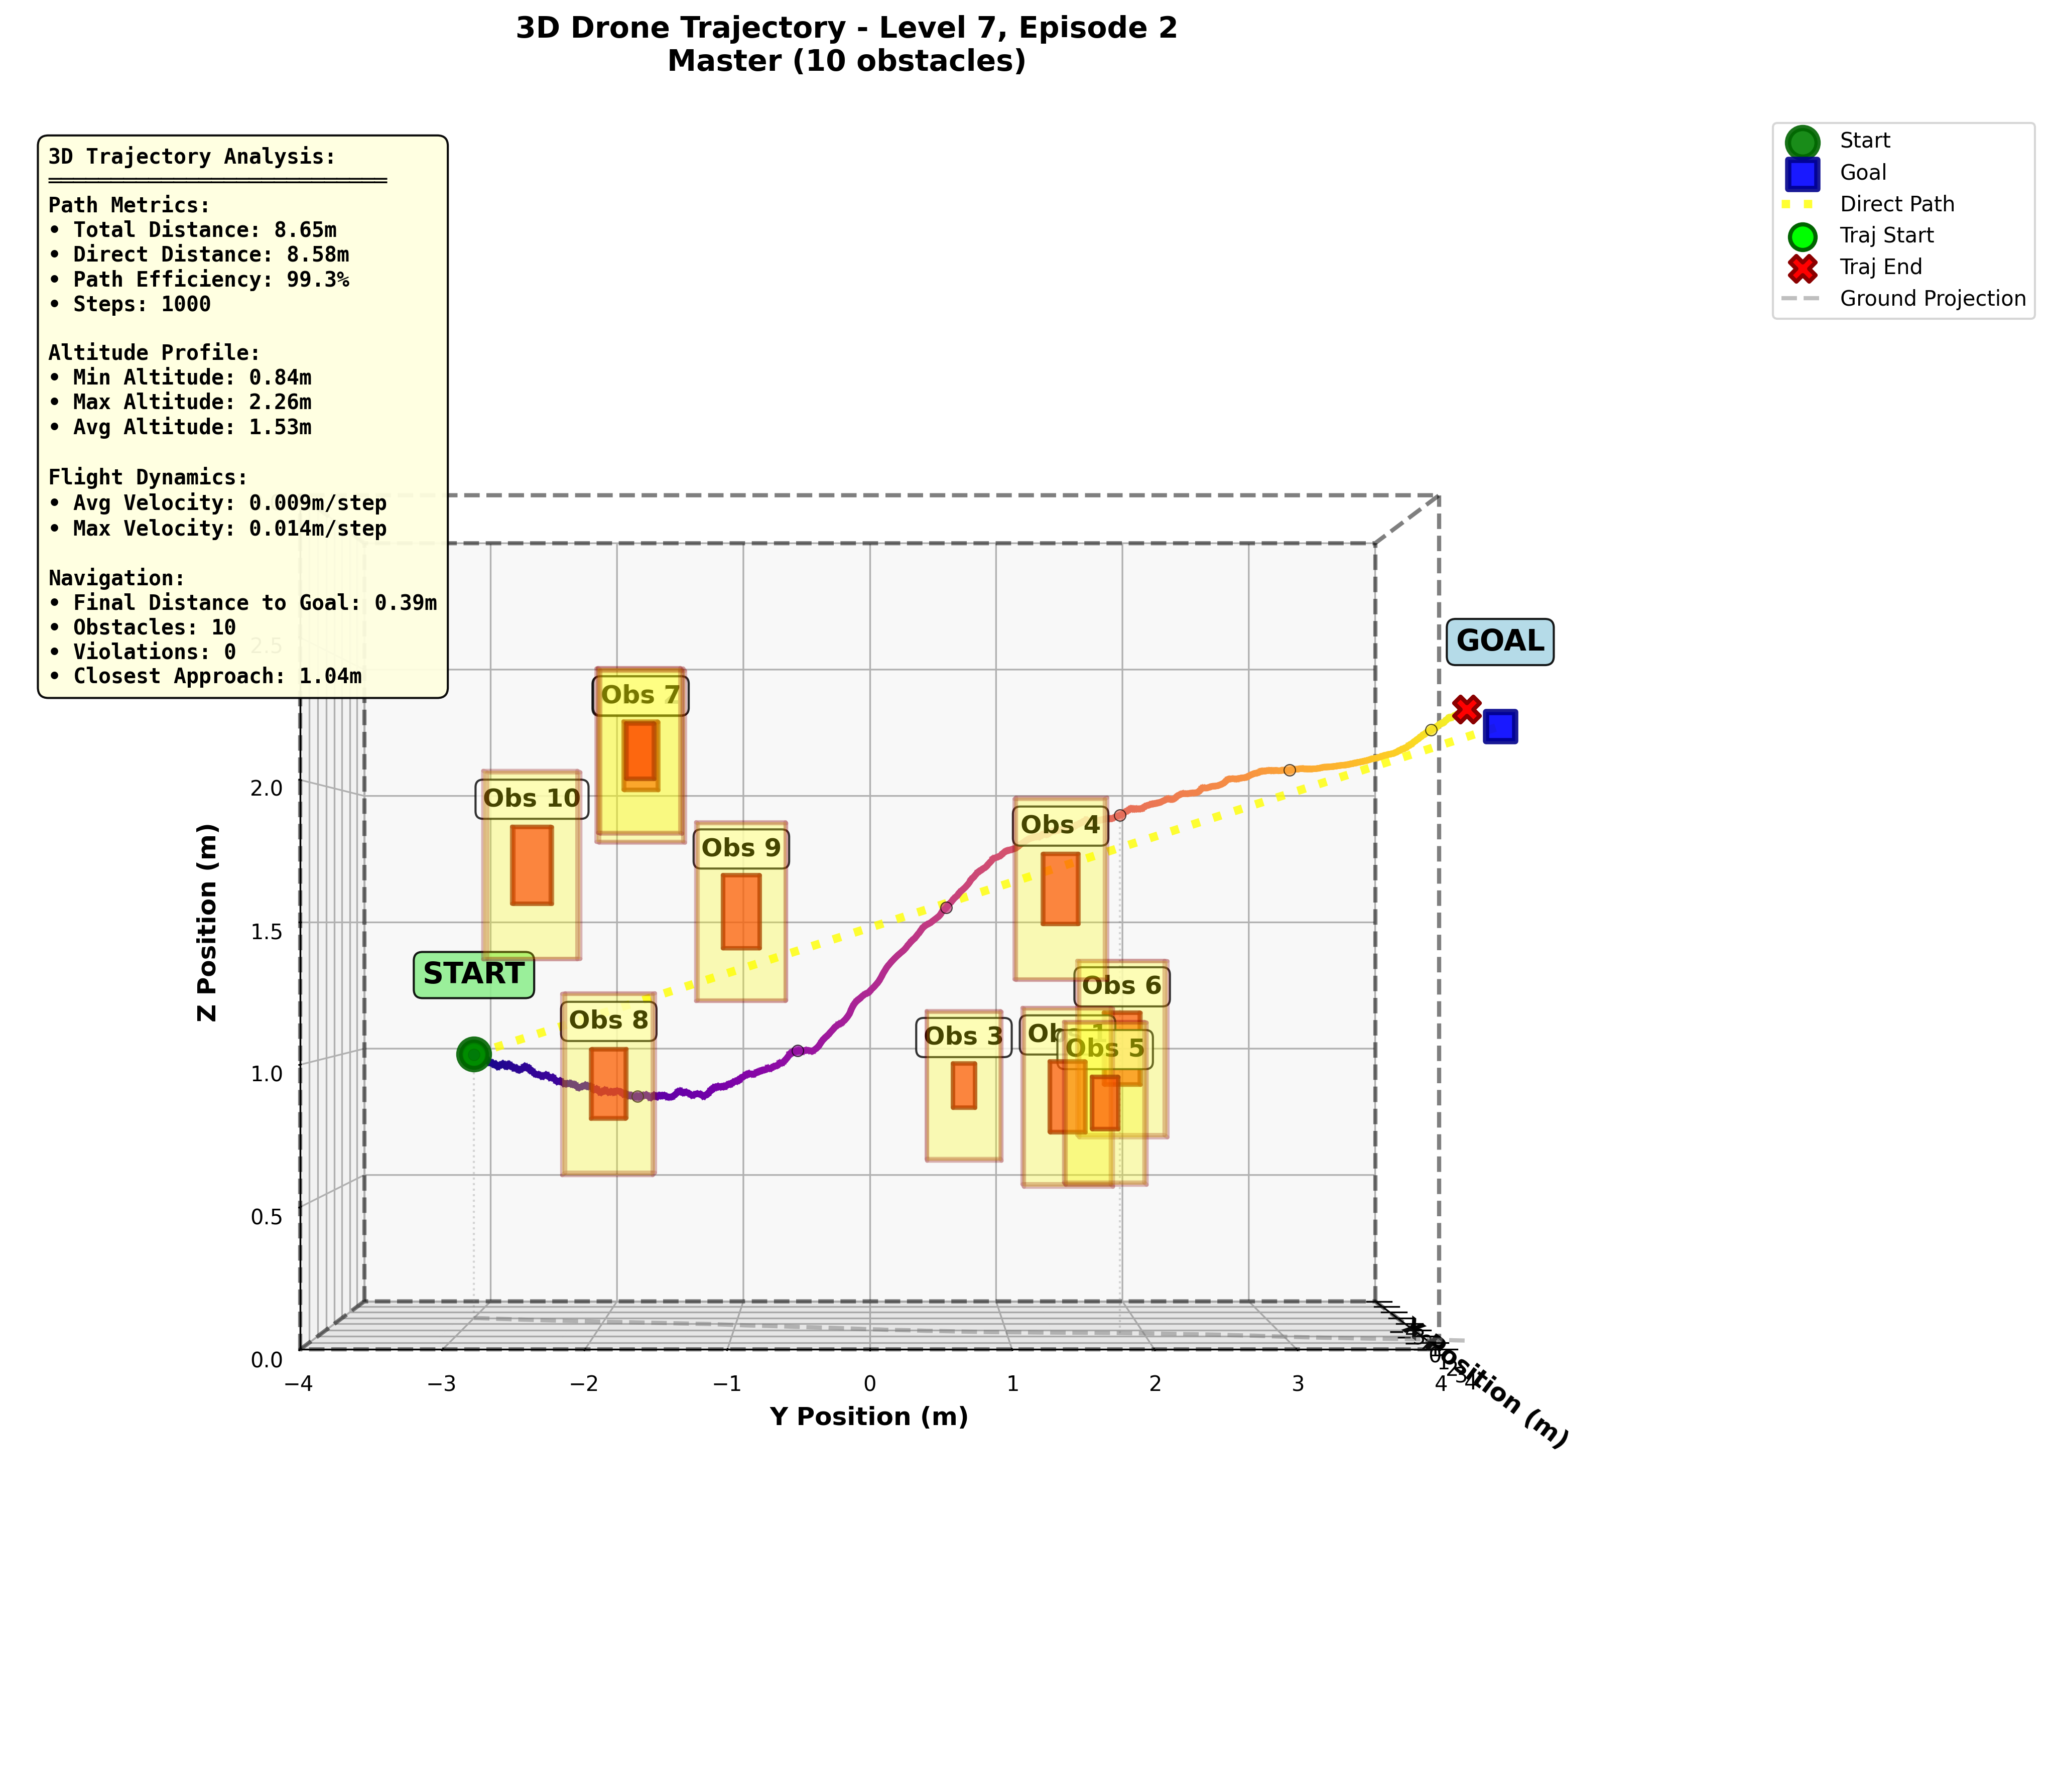 3D Drone Trajectory - Level 7, Episode 2
Master (10 obstacles)
3D Trajectory Analysis:
Path Metrics:
• Total Distance: 8.65m
• Direct Distance: 8.58m
• Path Efficiency: 99.3%
• Steps: 1000
Altitude Profile:
• Min Altitude: 0.84m
• Max Altitude: 2.26m
• Avg Altitude: 1.53m
Flight Dynamics:
• Avg Velocity: 0.009m/step
• Max Velocity: 0.014m/step
Navigation:
• Final Distance to Goal: 0.39m
• Obstacles: 10
• Violations: 0
• Closest Approach: 1.04m
Start
Goal
Direct Path
Traj Start
Traj End
Ground Projection
GOAL
START
Obs 7
Obs 10
Obs 9
Obs 4
Obs 6
Obs 8
Obs 3
Obs 1
Obs 5
2.5
2.0
1.5
1.0
0.5
0.0
Z Position (m)
−4
−3
−2
−1
0
1
2
3
4
Y Position (m)
Position (m)